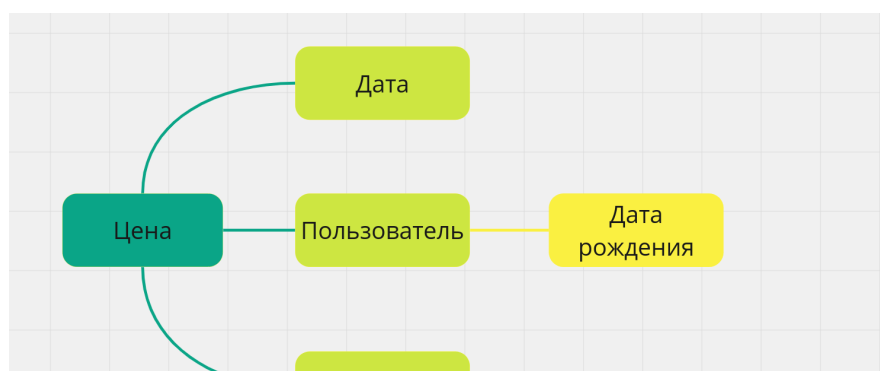 Дата
Цена
Пользователь
Дата
рождения